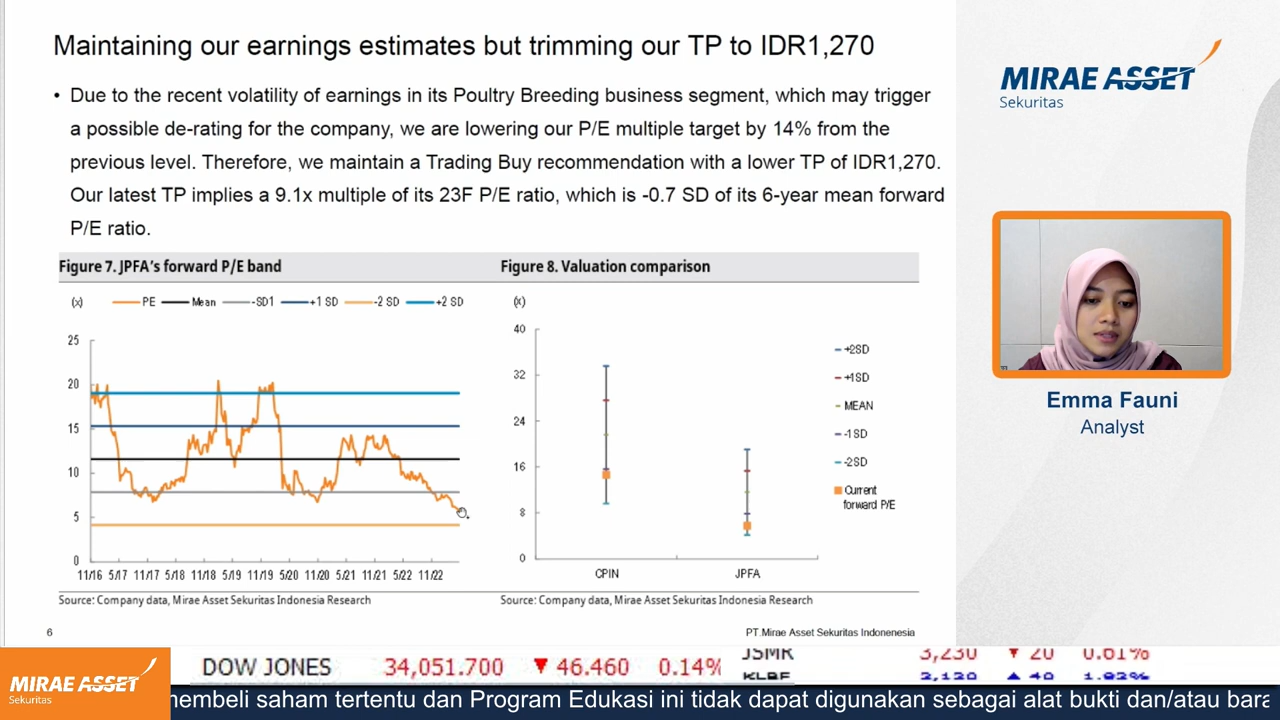 Maintaining our earnings estimates but trimming our TP to IDR1,270
• Due to the recent volatility of earnings in its Poultry Breeding business segment, which may trigger
a possible de-rating for the company, we are lowering our P/E multiple target by 14% from the
previous level. Therefore, we maintain a Trading Buy recommendation with a lower TP of IDR1,270.
Our latest TP implies a 9.1x multiple of its 23F P/E ratio, which is -0.7 SD of its 6-year mean forward
P/E ratio.
Figure 7. JPFA's forward P/E band
(x) PE Mean -SD1 +1 SD -2 SD +2 SD
25
20
15
10
5
0
11/16 5/17 11/17 5/18 11/18 5/19 11/19 5/20 11/20 5/21 11/21 5/22 11/22
Source: Company data, Mirae Asset Sekuritas Indonesia Research
Figure 8. Valuation comparison
(x)
40
32
24
16
8
0
CPIN JPFA
+2SD
+1SD
MEAN
-1SD
-2SD
Current
forward P/E
Source: Company data, Mirae Asset Sekuritas Indonesia Research
6
PT.Mirae Asset Sekuritas Indonenesia
MIRAE ASSET
Sekuritas
Emma Fauni
Analyst
MIRAE ASSET
Sekuritas
DOW JONES 34,051.700 ▼ 46.460 0.14%
JSMR 3,230 ▼ 20 0.61%
membeli saham tertentu dan Program Edukasi ini tidak dapat digunakan sebagai alat bukti dan/atau bara